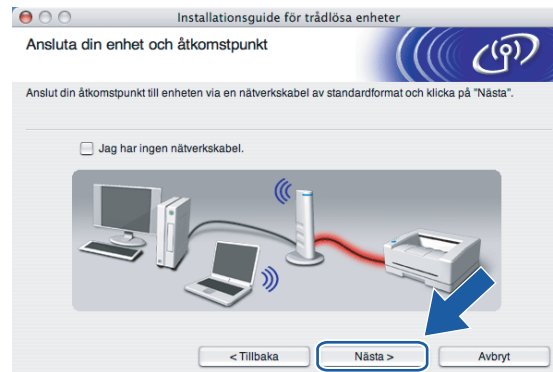 Installationsguide för trådlösa enheter
Ansluta din enhet och åtkomstpunkt
Anslut din åtkomstpunkt till enheten via en nätverkskabel av standardformat och klicka på "Nästa".
Jag har ingen nätverkskabel.
< Tillbaka
Nästa >
Avbryt